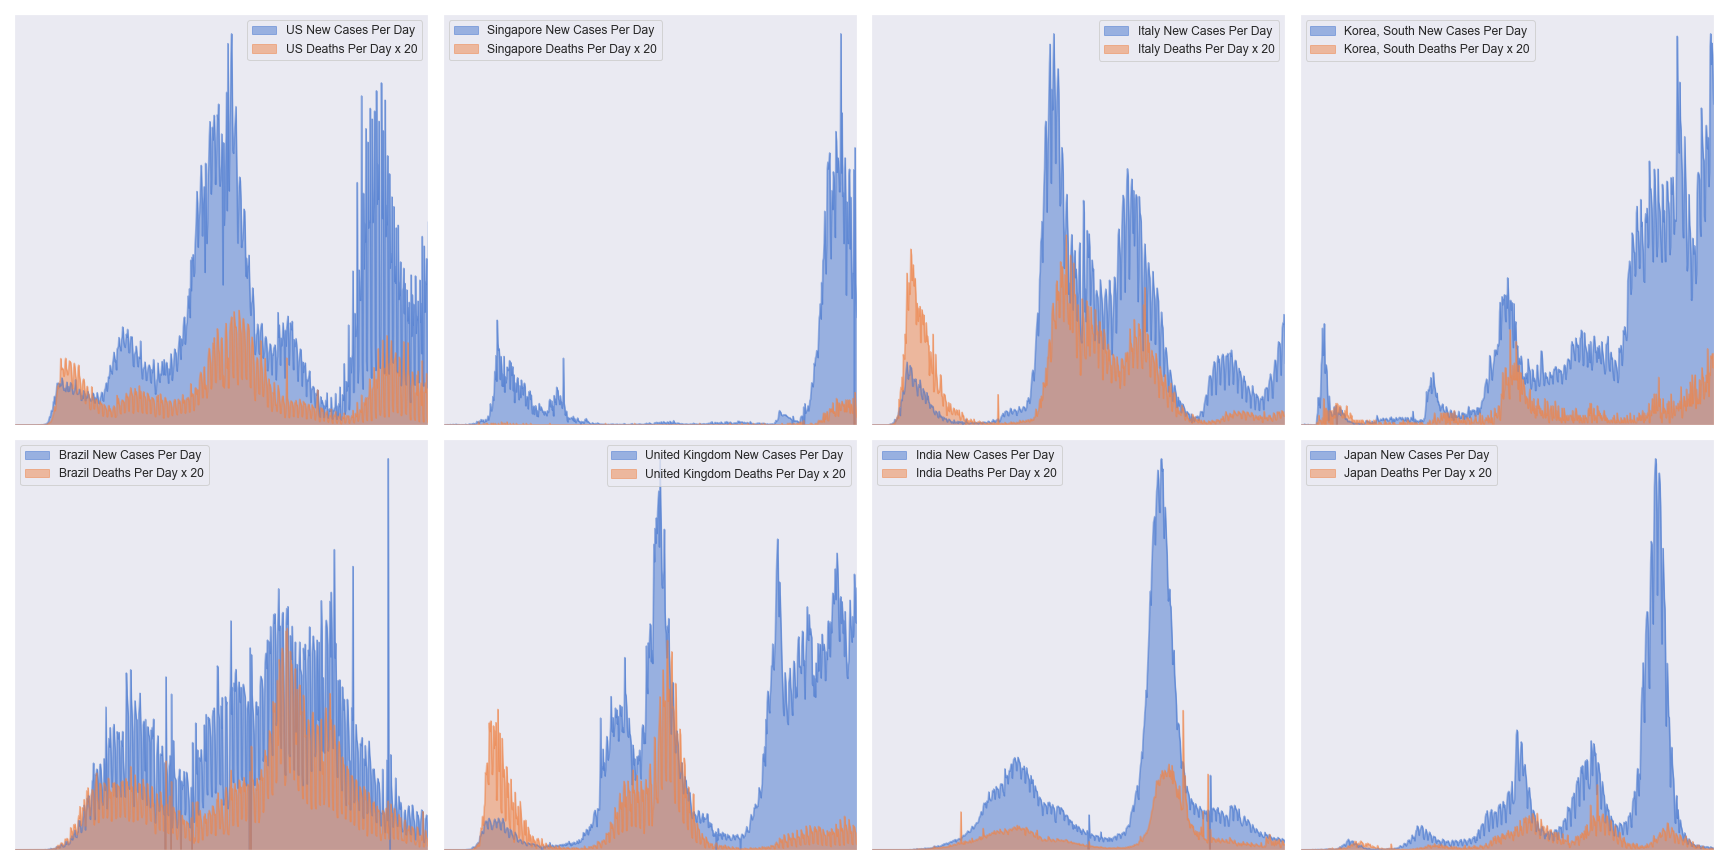 US New Cases Per Day
US Deaths Per Day x 20
Singapore New Cases Per Day
Singapore Deaths Per Day x 20
Italy New Cases Per Day
Italy Deaths Per Day x 20
Korea, South New Cases Per Day
Korea, South Deaths Per Day x 20
Brazil New Cases Per Day
Brazil Deaths Per Day x 20
United Kingdom New Cases Per Day
United Kingdom Deaths Per Day x 20
India New Cases Per Day
India Deaths Per Day x 20
Japan New Cases Per Day
Japan Deaths Per Day x 20